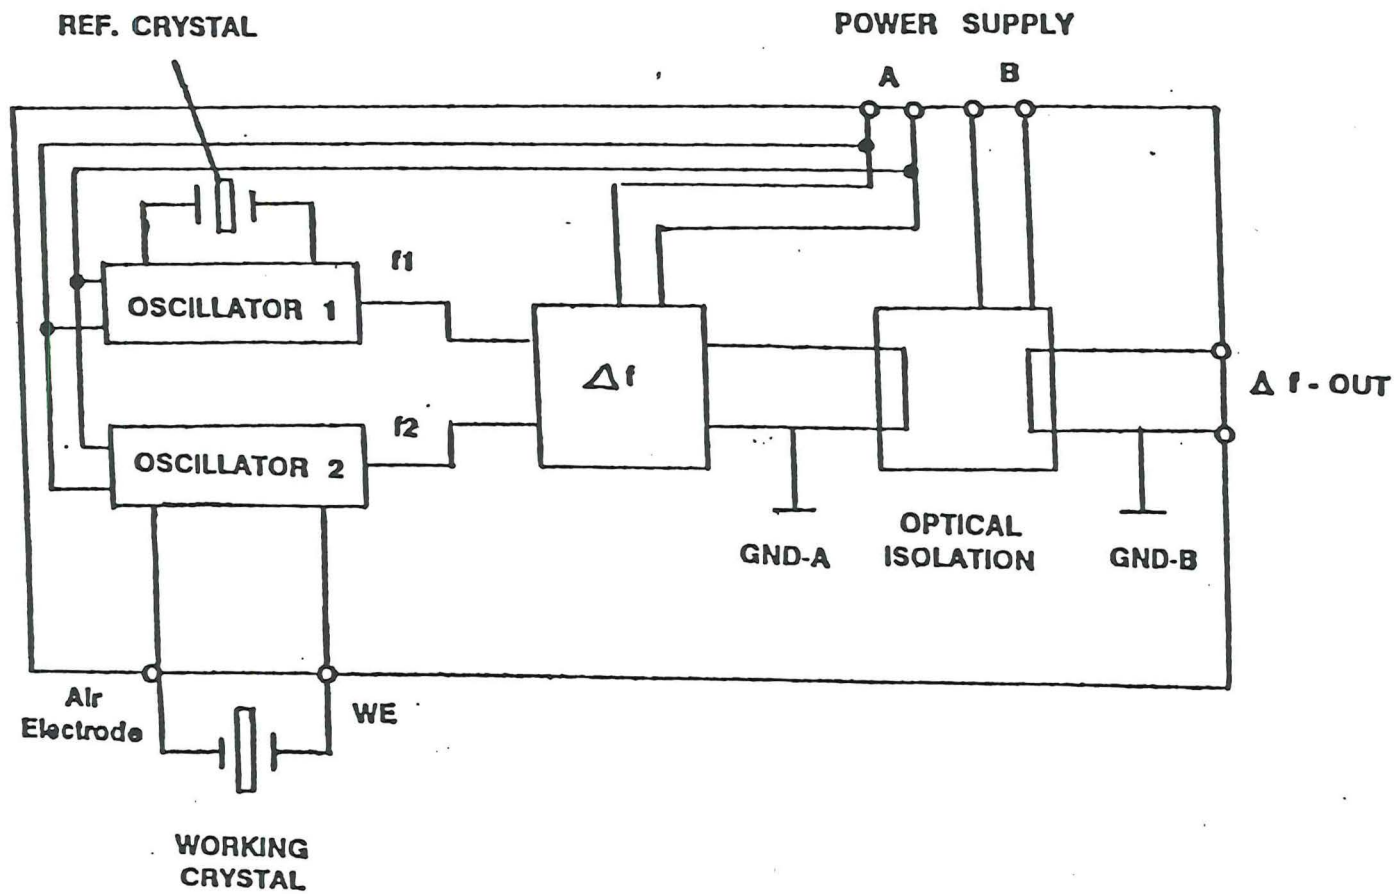 REF. CRYSTAL
POWER SUPPLY
A
B
f1
OSCILLATOR 1
Δ f
Δ f - OUT
f2
OSCILLATOR 2
OPTICAL
ISOLATION
GND-A
GND-B
Air
Electrode
WE
WORKING
CRYSTAL